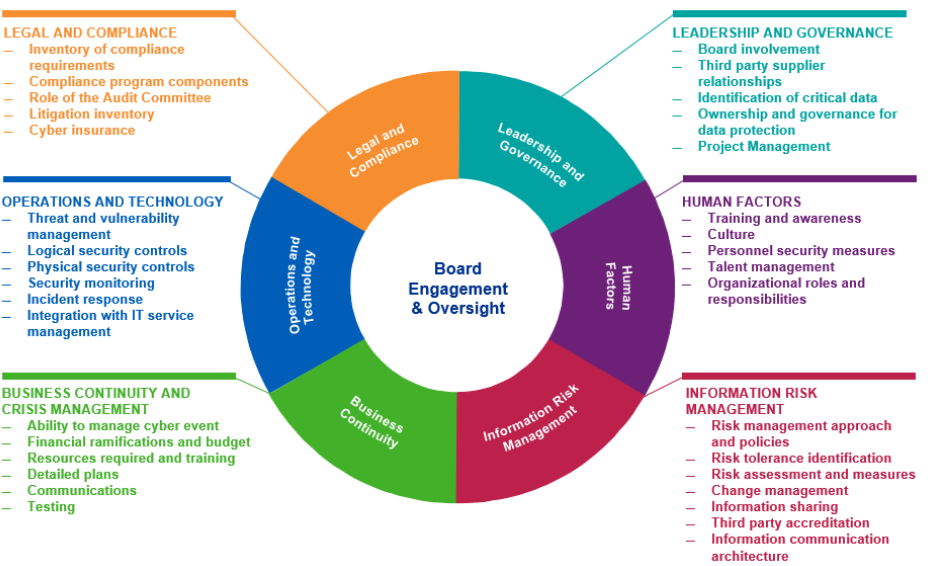 LEGAL AND COMPLIANCE
— Inventory of compliance
requirements
— Compliance program components
— Role of the Audit Committee
— Litigation inventory
— Cyber insurance
LEADERSHIP AND GOVERNANCE
— Board involvement
— Third party supplier
relationships
— Identification of critical data
— Ownership and governance for
data protection
— Project Management
OPERATIONS AND TECHNOLOGY
— Threat and vulnerability
management
— Logical security controls
— Physical security controls
— Security monitoring
— Incident response
— Integration with IT service
management
HUMAN FACTORS
— Training and awareness
— Culture
— Personnel security measures
— Talent management
— Organizational roles and
responsibilities
BUSINESS CONTINUITY AND
CRISIS MANAGEMENT
— Ability to manage cyber event
— Financial ramifications and budget
— Resources required and training
— Detailed plans
— Communications
— Testing
INFORMATION RISK
MANAGEMENT
— Risk management approach
and policies
— Risk tolerance identification
— Risk assessment and measures
— Change management
— Information sharing
— Third party accreditation
— Information communication
architecture
Legal and
Compliance
Leadership and
Governance
Operations and
Technology
Human
Factors
Business
Continuity
Information Risk
Management
Board
Engagement
& Oversight